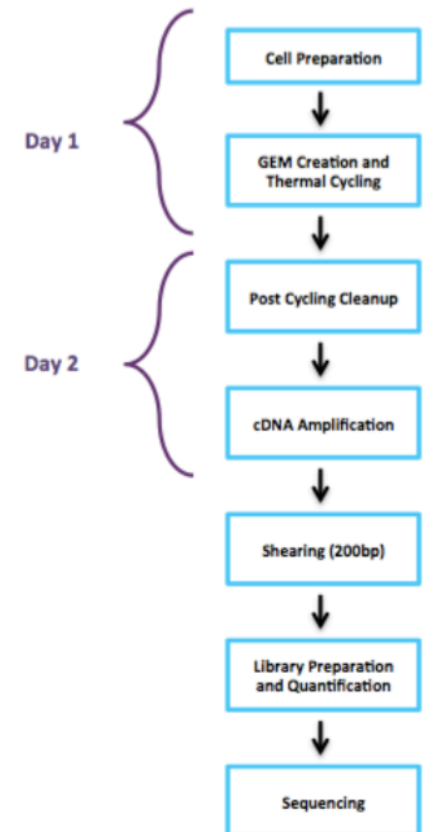 Cell Preparation
Day 1
GEM Creation and
Thermal Cycling
Post Cycling Cleanup
Day 2
cDNA Amplification
Shearing (200bp)
Library Preparation
and Quantification
Sequencing